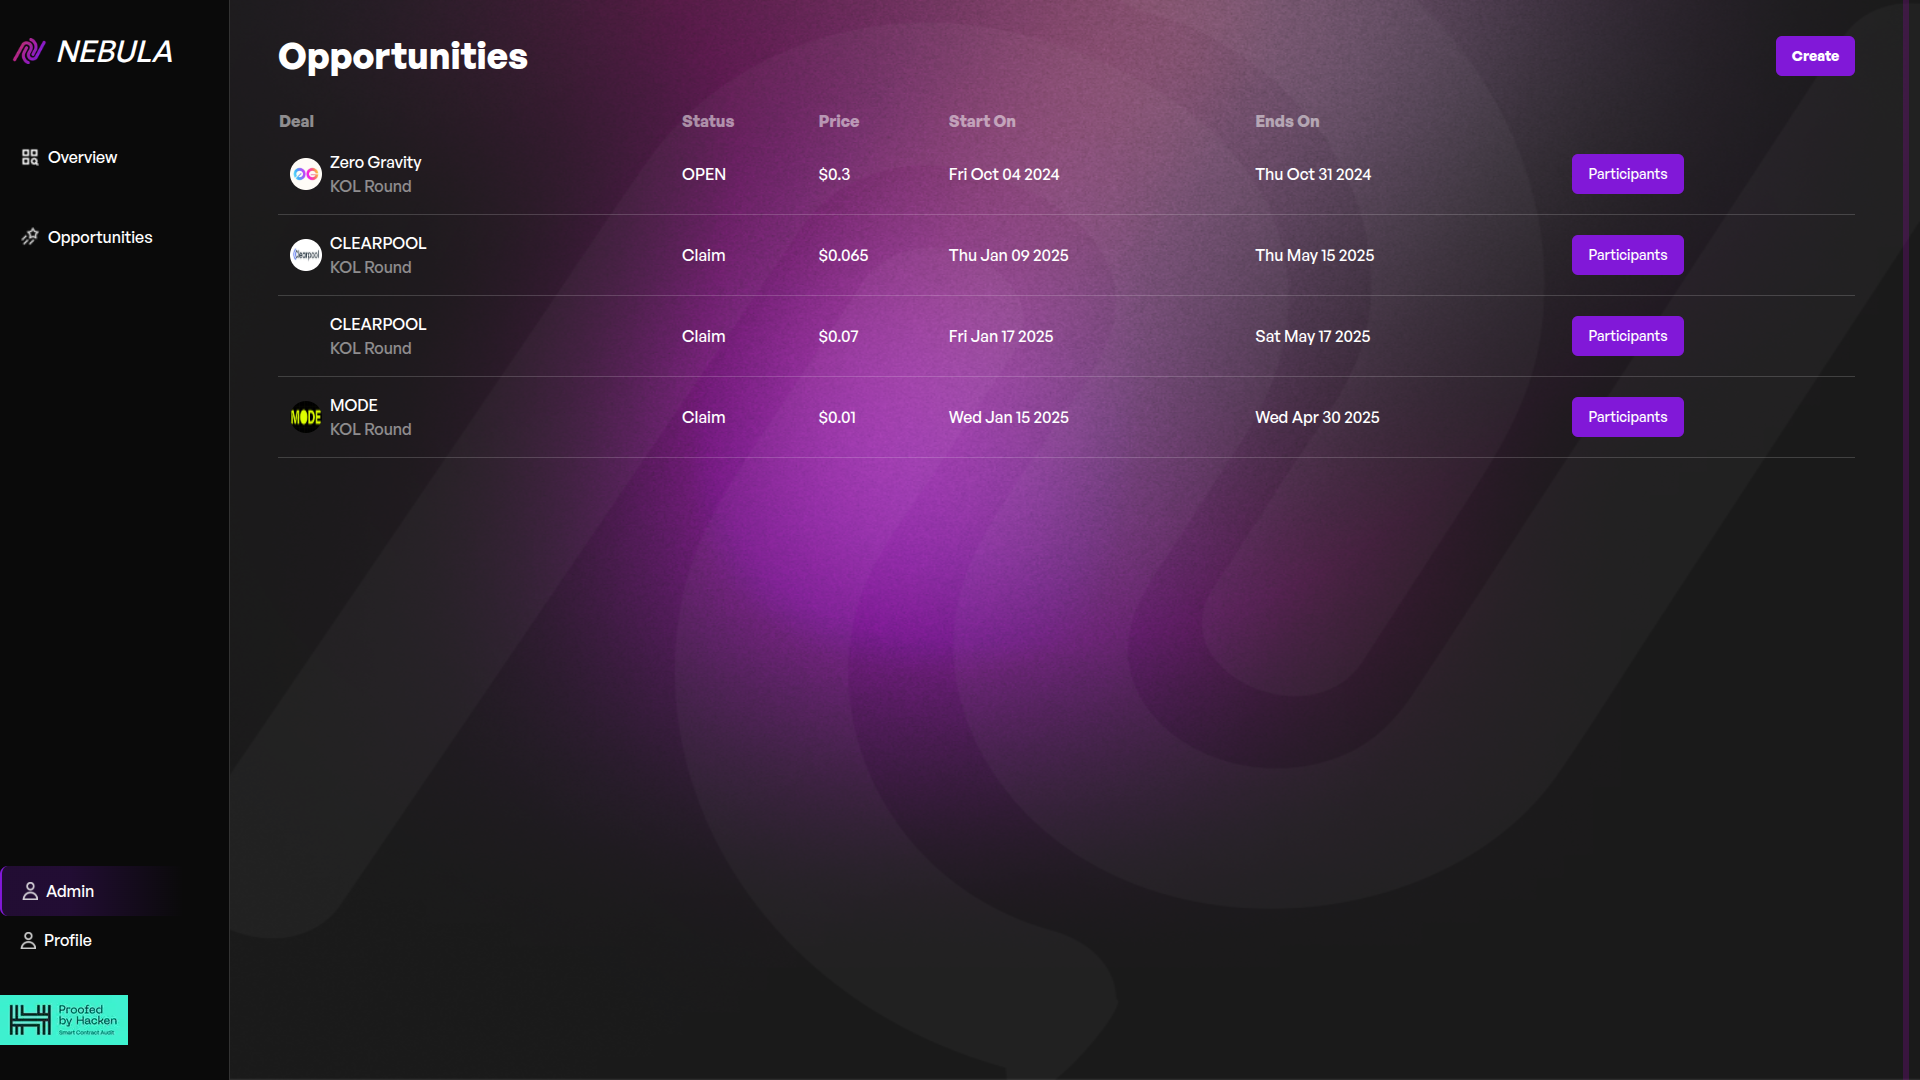 NEBULA
Overview
Opportunities
Admin
Profile
Proofed
by Hacken
Smart Contract Audit
Opportunities
Create
Deal Status Price Start On Ends On
Zero Gravity
KOL Round
OPEN $0.3 Fri Oct 04 2024 Thu Oct 31 2024 Participants
Clearpool
CLEARPOOL
KOL Round
Claim $0.065 Thu Jan 09 2025 Thu May 15 2025 Participants
CLEARPOOL
KOL Round
Claim $0.07 Fri Jan 17 2025 Sat May 17 2025 Participants
MODE
MODE
KOL Round
Claim $0.01 Wed Jan 15 2025 Wed Apr 30 2025 Participants